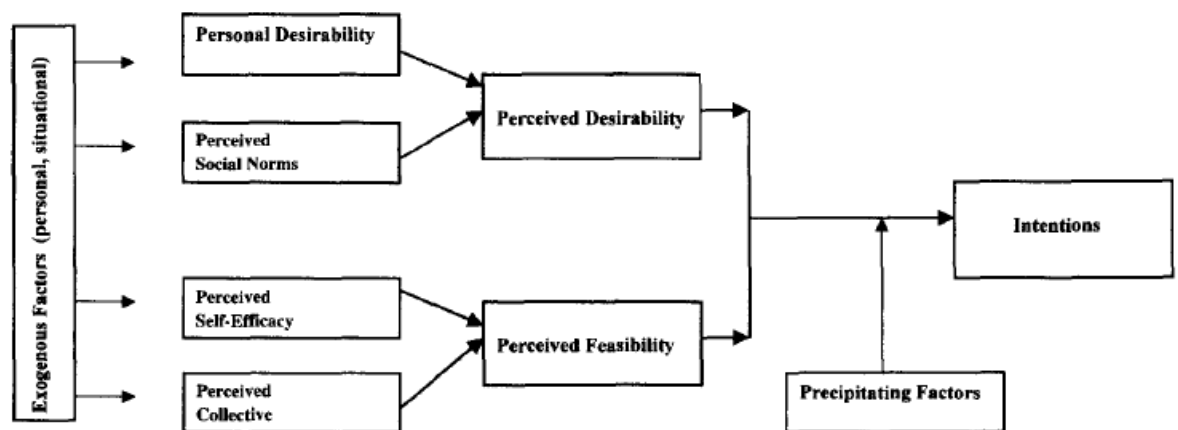 Exogenous Factors (personal, situational)
Personal Desirability
Perceived
Social Norms
Perceived Desirability
Perceived
Self-Efficacy
Perceived
Collective
Perceived Feasibility
Intentions
Precipitating Factors